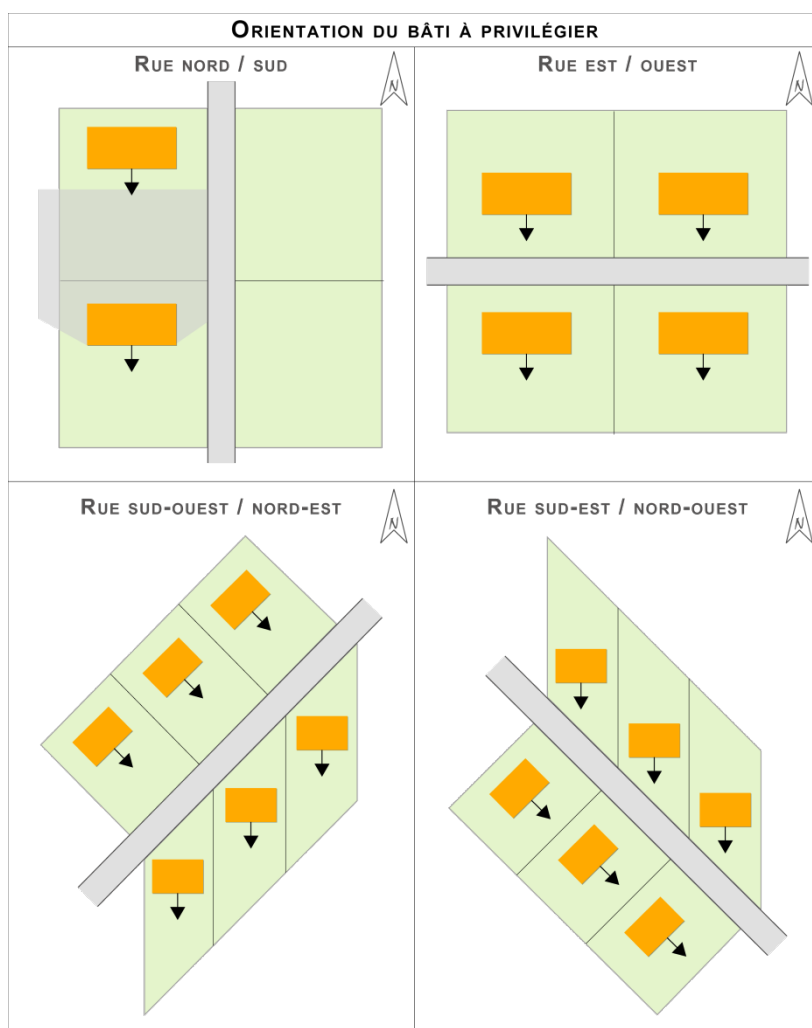 Orientation du bâti à privilégier
Rue nord / sud
N
Rue est / ouest
N
Rue sud-ouest / nord-est
N
Rue sud-est / nord-ouest
N